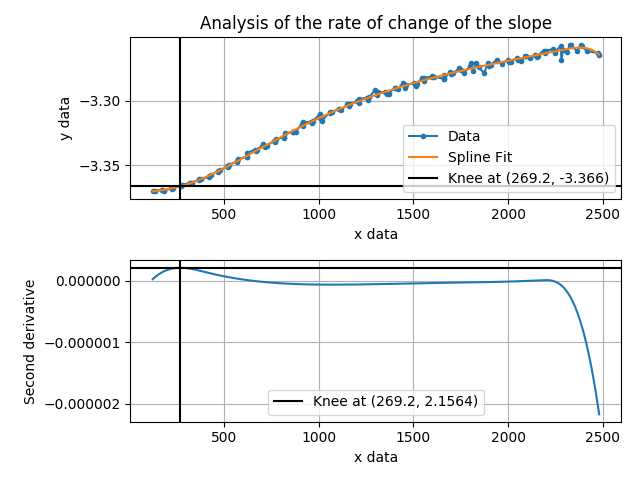 Analysis of the rate of change of the slope
y data
−3.30
−3.35
Data
Spline Fit
Knee at (269.2, -3.366)
500
1000
1500
2000
2500
x data
Second derivative
0.000000
−0.000001
−0.000002
Knee at (269.2, 2.1564)
500
1000
1500
2000
2500
x data